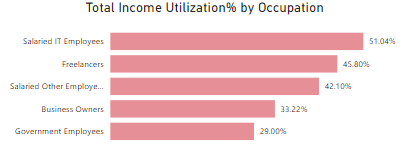 Total Income Utilization% by Occupation
Salaried IT Employees 51.04%
Freelancers 45.80%
Salaried Other Employe... 42.10%
Business Owners 33.22%
Government Employees 29.00%